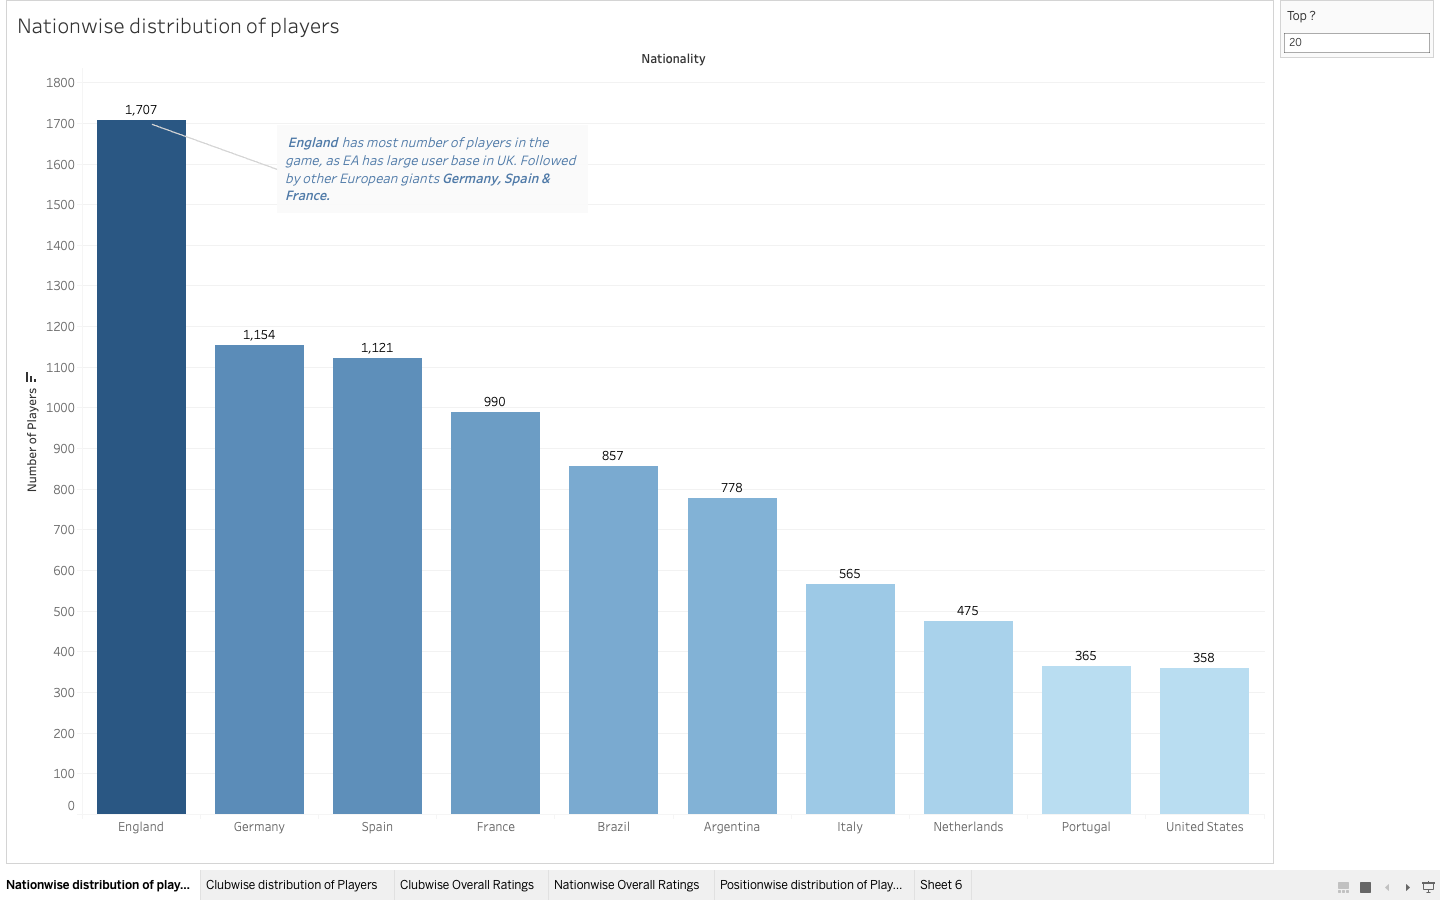 Nationwise distribution of players
Top ?
20
Nationality
1800
1700
1600
1500
1400
1300
1200
1100
1000
900
800
700
600
500
400
300
200
100
0
Number of Players
1,707
1,154
1,121
990
857
778
565
475
365
358
England has most number of players in the
game, as EA has large user base in UK. Followed
by other European giants Germany, Spain &
France.
England
Germany
Spain
France
Brazil
Argentina
Italy
Netherlands
Portugal
United States
Nationwise distribution of play...
Clubwise distribution of Players
Clubwise Overall Ratings
Nationwise Overall Ratings
Positionwise distribution of Play...
Sheet 6